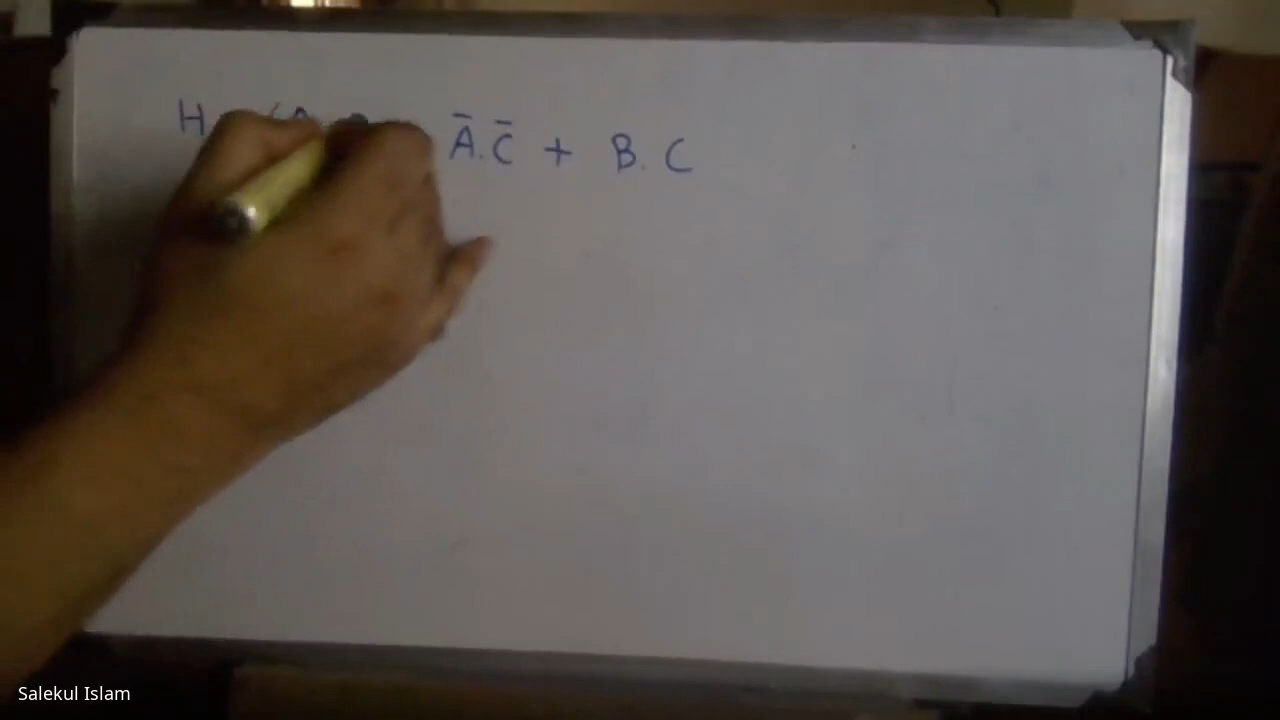 H
Ā.C̄ + B.C
Salekul Islam